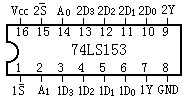 Vcc 2S̅ A₀ 2D₃ 2D₂ 2D₁ 2D₀ 2Y
16 15 14 13 12 11 10 9
74LS153
1 2 3 4 5 6 7 8
1S̅ A₁ 1D₃ 1D₂ 1D₁ 1D₀ 1Y GND